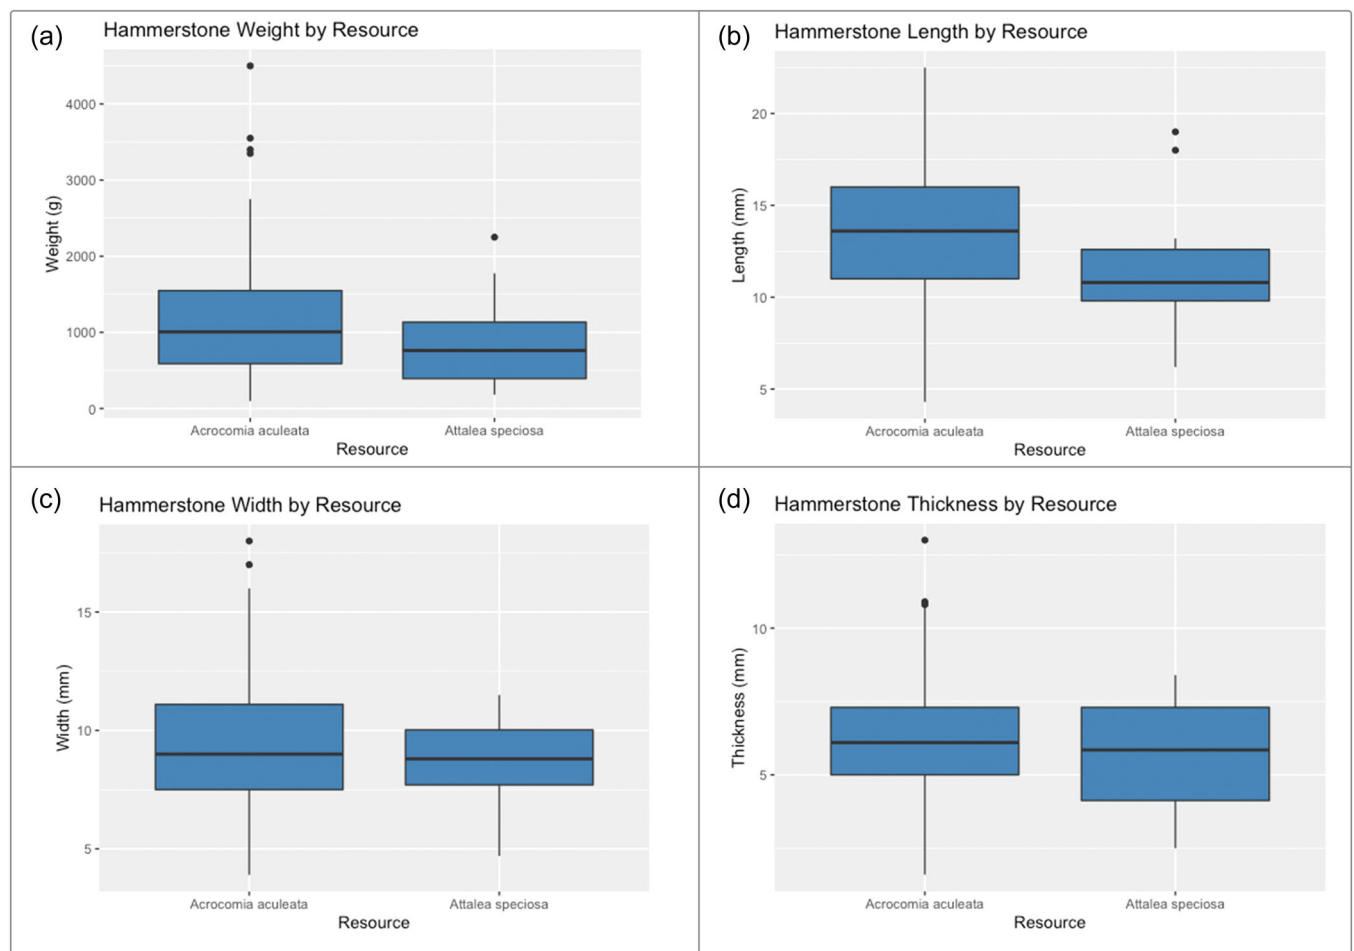 (a)
Hammerstone Weight by Resource
Weight (g)
4000
3000
2000
1000
0
Acrocomia aculeata
Attalea speciosa
Resource
(b)
Hammerstone Length by Resource
Length (mm)
20
15
10
5
Acrocomia aculeata
Attalea speciosa
Resource
(c)
Hammerstone Width by Resource
Width (mm)
15
10
5
Acrocomia aculeata
Attalea speciosa
Resource
(d)
Hammerstone Thickness by Resource
Thickness (mm)
10
5
Acrocomia aculeata
Attalea speciosa
Resource